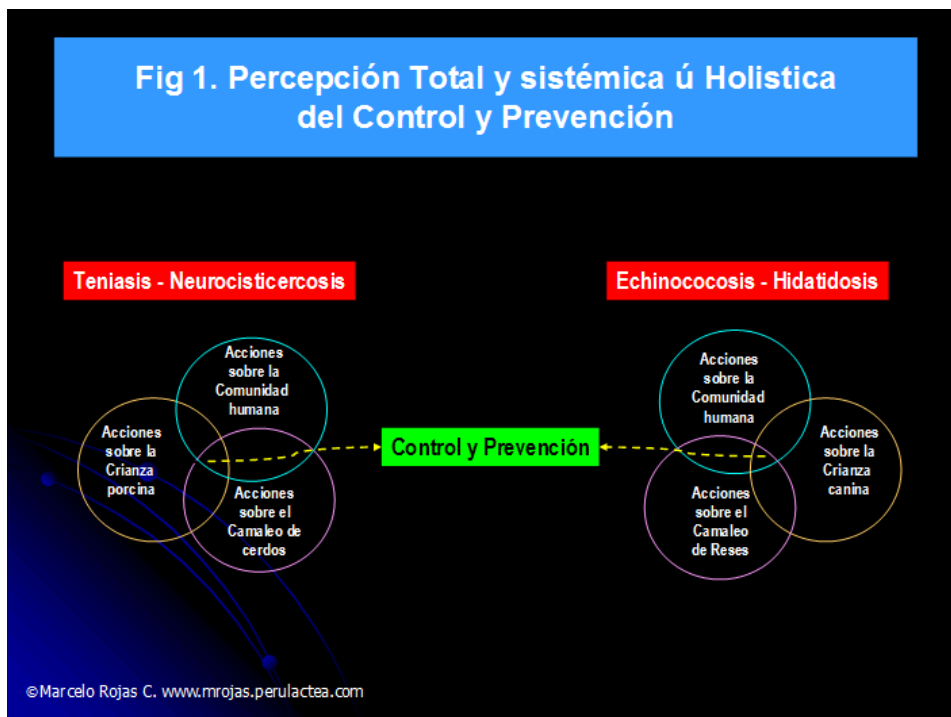 Fig 1. Percepción Total y sistémica ú Holistica
del Control y Prevención
Teniasis - Neurocisticercosis
Echinococosis - Hidatidosis
Acciones
sobre la
Comunidad
humana
Acciones
sobre la
Crianza
porcina
Acciones
sobre el
Camaleo de
cerdos
Control y Prevención
Acciones
sobre la
Comunidad
humana
Acciones
sobre la
Crianza
canina
Acciones
sobre el
Camaleo
de Reses
©Marcelo Rojas C. www.mrojas.perulactea.com